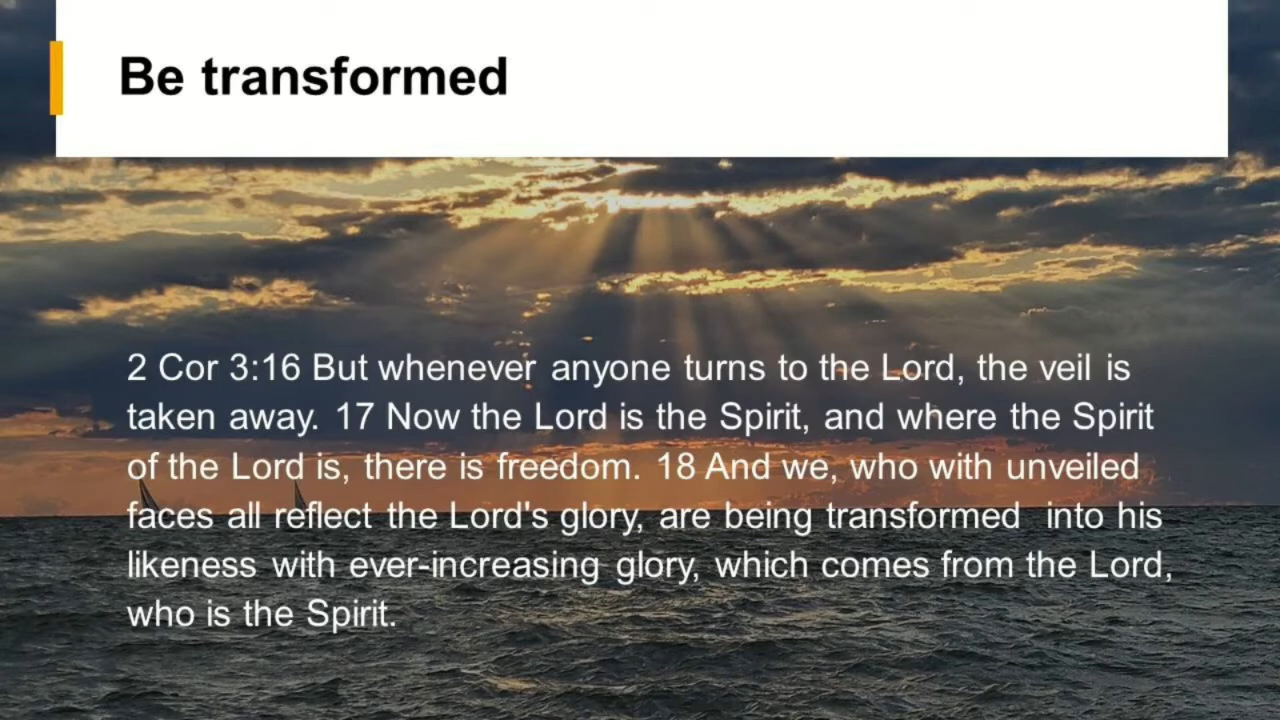 Be transformed
2 Cor 3:16 But whenever anyone turns to the Lord, the veil is
taken away. 17 Now the Lord is the Spirit, and where the Spirit
of the Lord is, there is freedom. 18 And we, who with unveiled
faces all reflect the Lord's glory, are being transformed into his
likeness with ever-increasing glory, which comes from the Lord,
who is the Spirit.